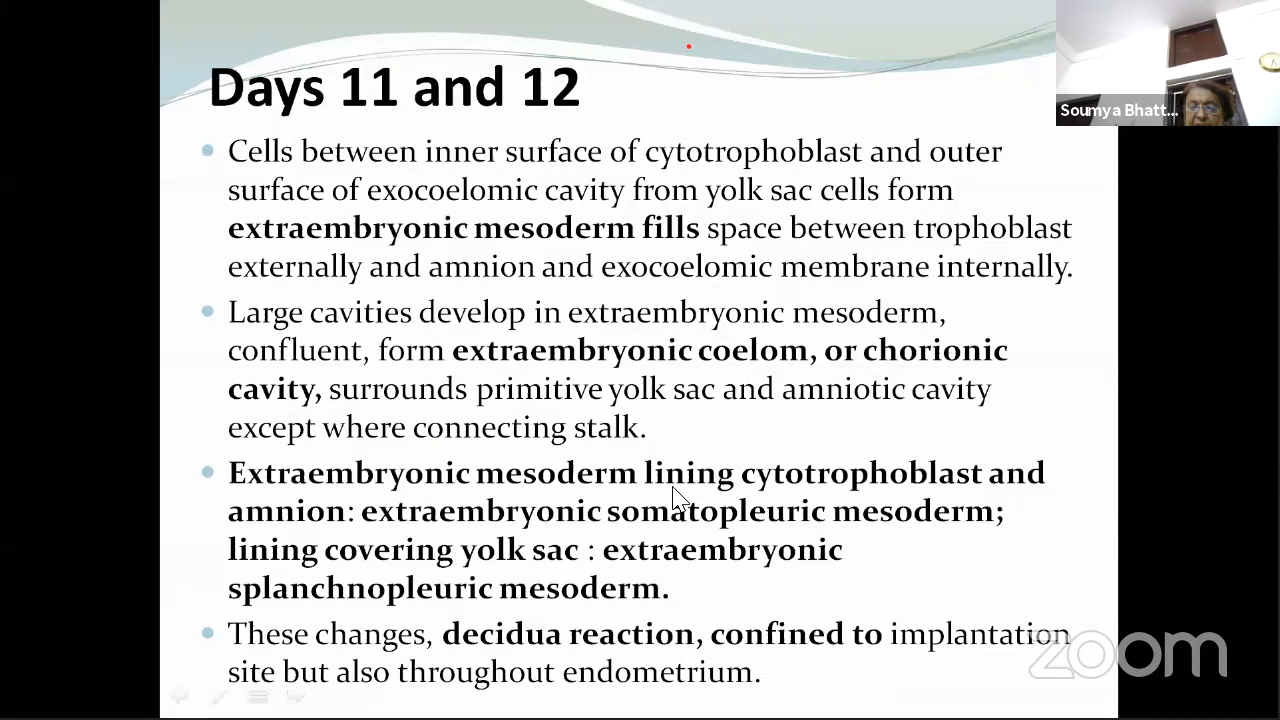 Days 11 and 12
Soumya Bhatt...
Cells between inner surface of cytotrophoblast and outer
surface of exocoelomic cavity from yolk sac cells form
extraembryonic mesoderm fills space between trophoblast
externally and amnion and exocoelomic membrane internally.
Large cavities develop in extraembryonic mesoderm,
confluent, form extraembryonic coelom, or chorionic
cavity, surrounds primitive yolk sac and amniotic cavity
except where connecting stalk.
Extraembryonic mesoderm lining cytotrophoblast and
amnion: extraembryonic somatopleuric mesoderm;
lining covering yolk sac : extraembryonic
splanchnopleuric mesoderm.
These changes, decidua reaction, confined to implantation
site but also throughout endometrium.
zoom